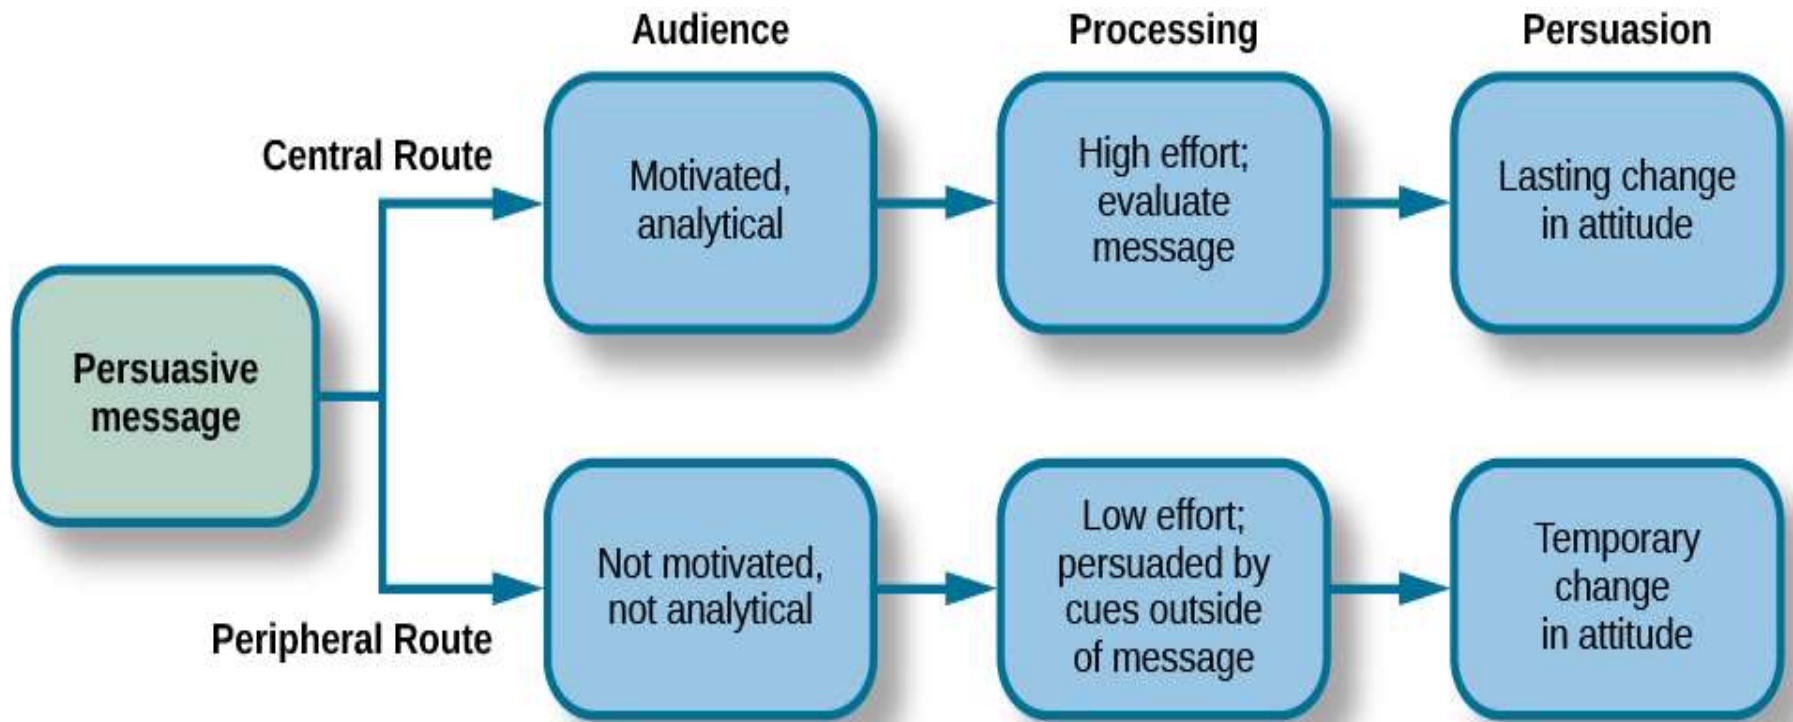 Audience
Processing
Persuasion
Central Route
Motivated,
analytical
High effort;
evaluate
message
Lasting change
in attitude
Persuasive
message
Peripheral Route
Not motivated,
not analytical
Low effort;
persuaded by
cues outside
of message
Temporary
change
in attitude